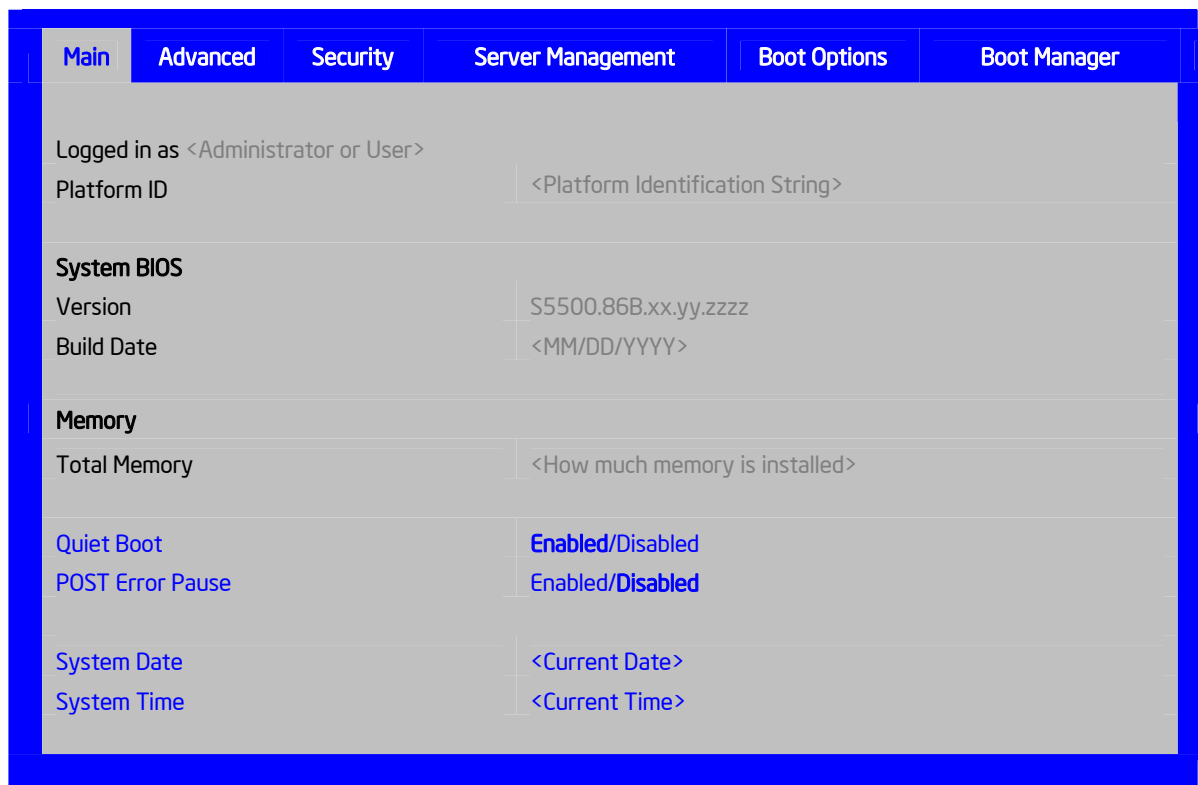 Main Advanced Security Server Management Boot Options Boot Manager
Logged in as <Administrator or User>
Platform ID <Platform Identification String>
System BIOS
Version S5500.86B.xx.yy.zzzz
Build Date <MM/DD/YYYY>
Memory
Total Memory <How much memory is installed>
Quiet Boot Enabled/Disabled
POST Error Pause Enabled/Disabled
System Date <Current Date>
System Time <Current Time>